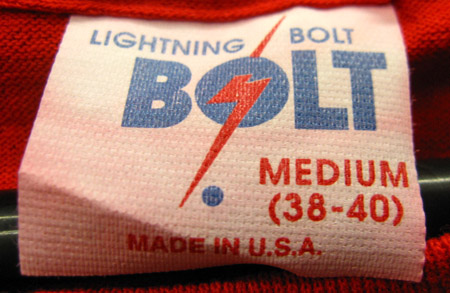 LIGHTNING BOLT
BOLT
MEDIUM
(38-40)
MADE IN U.S.A.